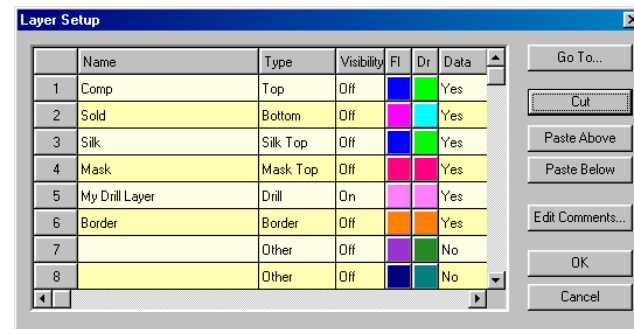 Layer Setup
Name Type Visibility Fl Dr Data
1 Comp Top Off Yes
2 Sold Bottom Off Yes
3 Silk Silk Top Off Yes
4 Mask Mask Top Off Yes
5 My Drill Layer Drill On Yes
6 Border Border Off Yes
7 Other Off No
8 Other Off No
Go To...
Cut
Paste Above
Paste Below
Edit Comments...
OK
Cancel